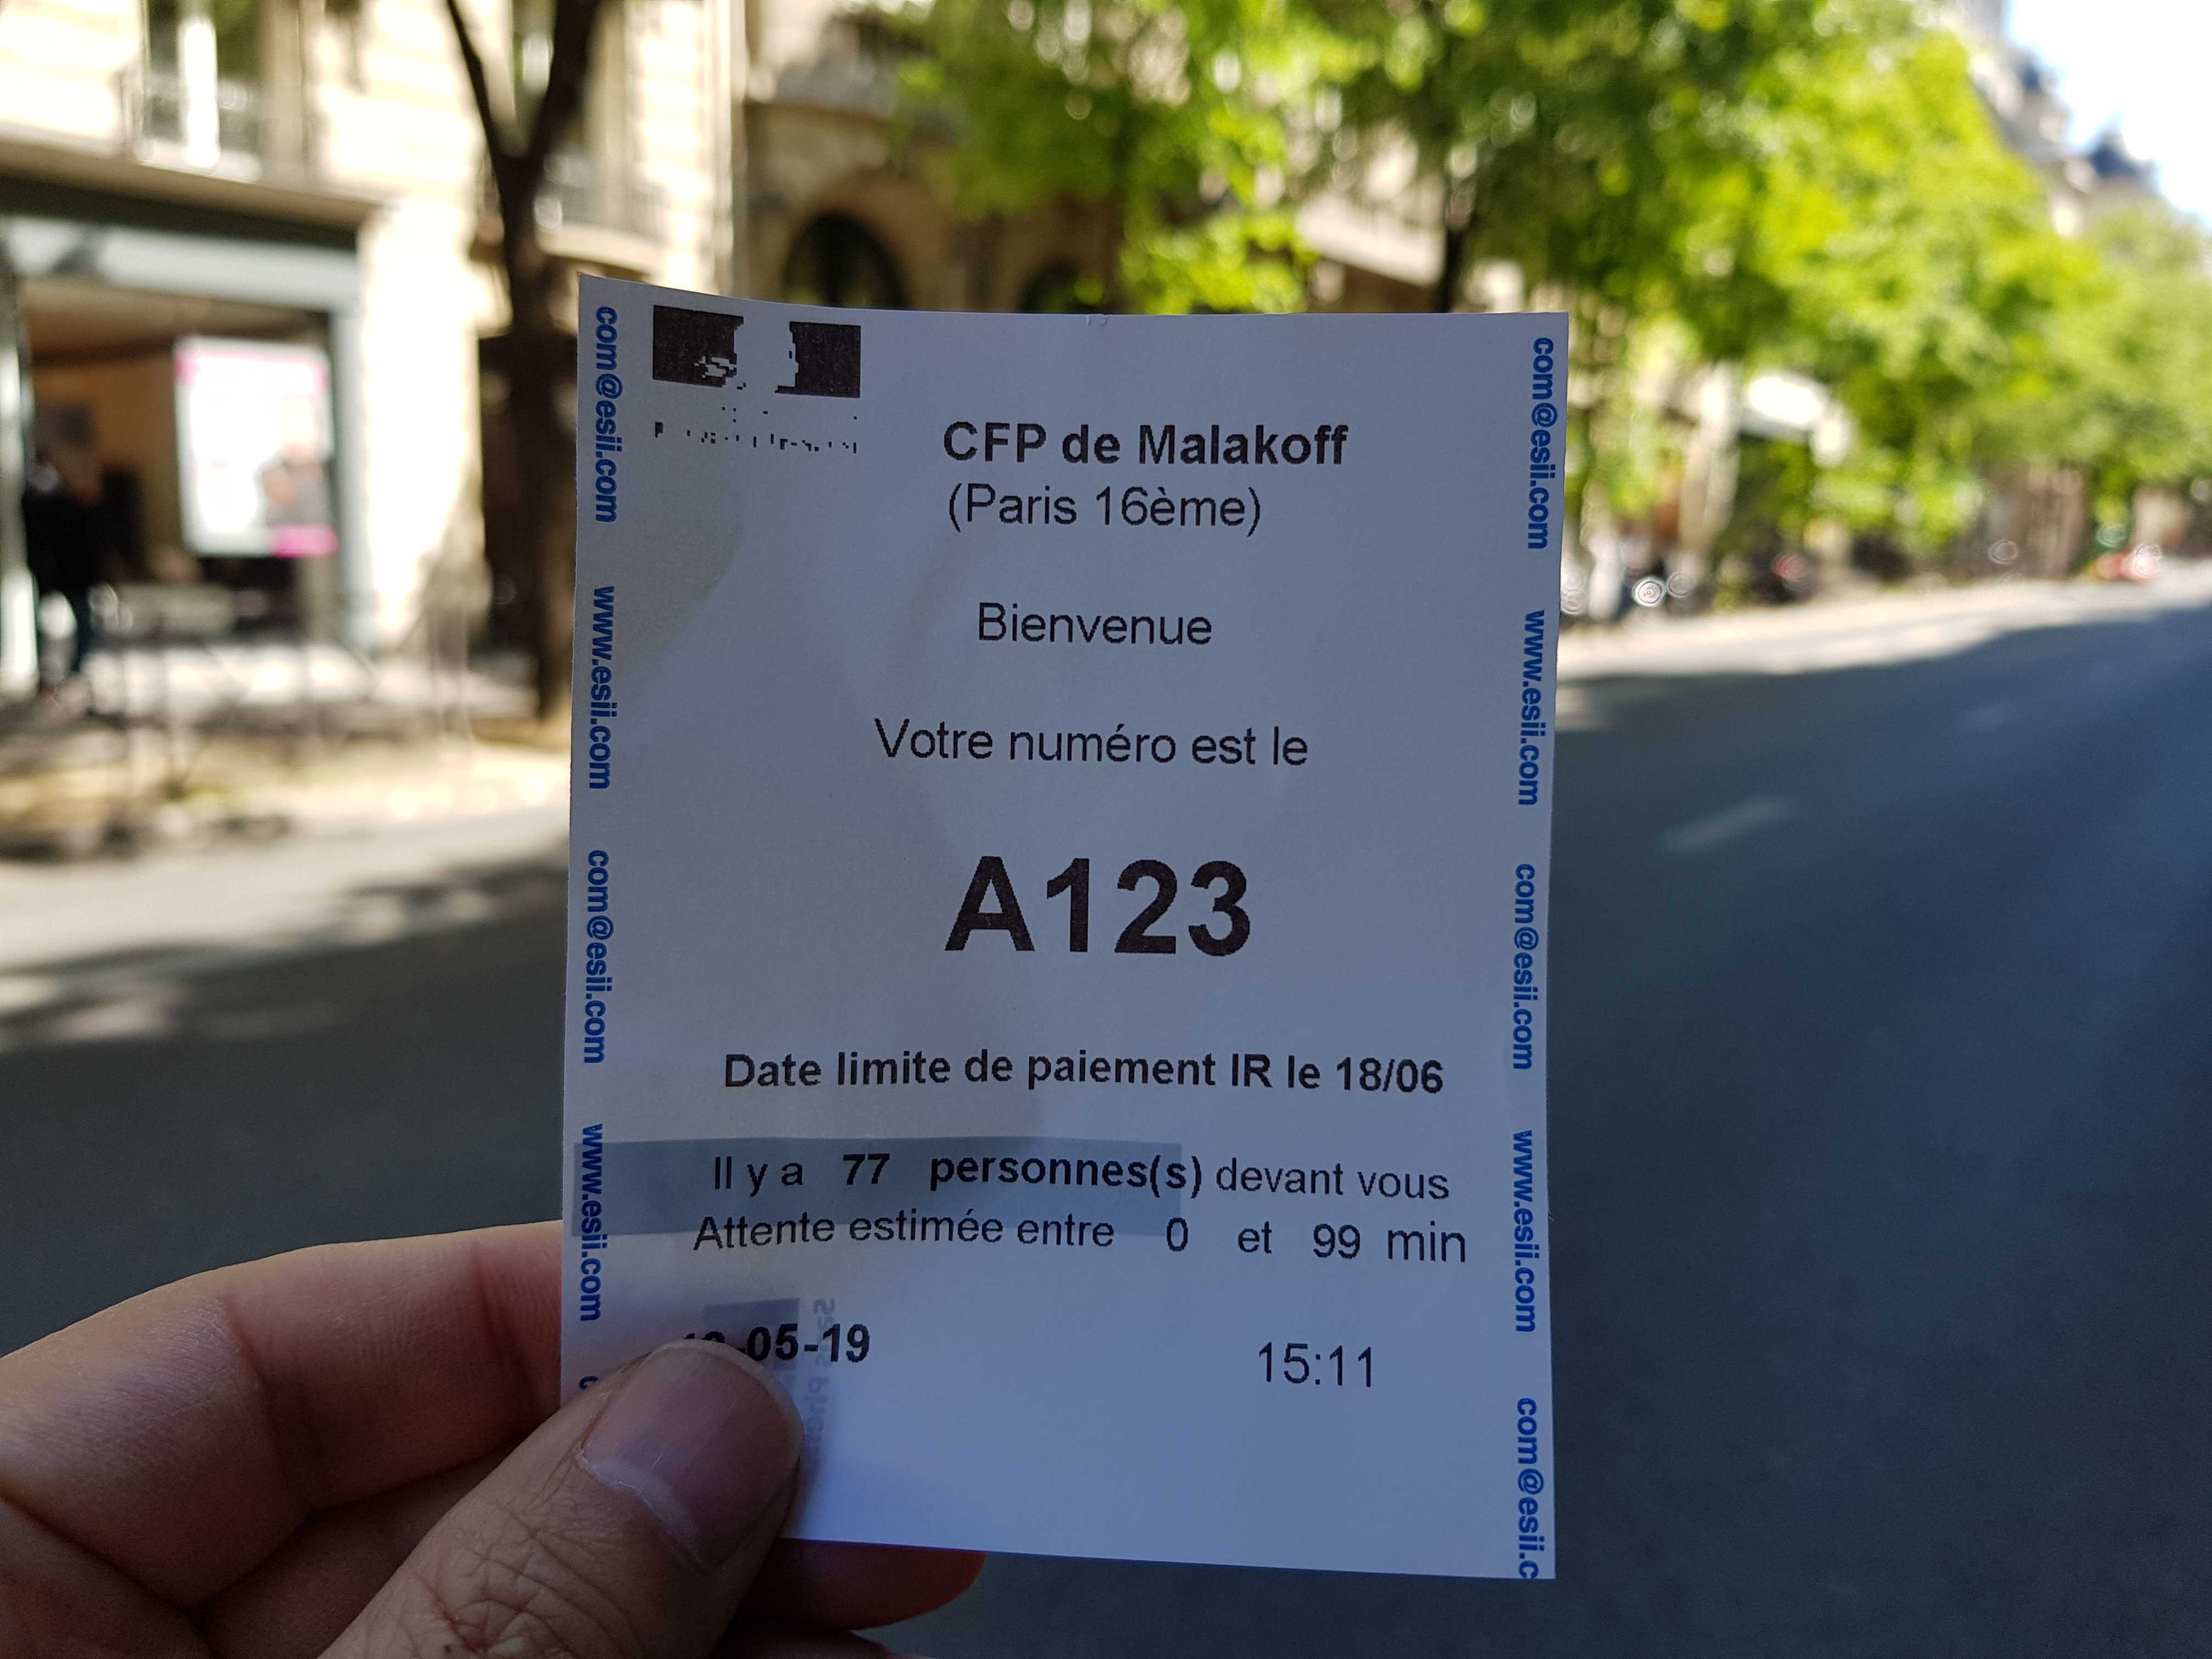 CFP de Malakoff
(Paris 16ème)
Bienvenue
Votre numéro est le
A123
Date limite de paiement IR le 18/06
Il y a 77 personnes(s) devant vous
Attente estimée entre 0 et 99 min
-05-19 15:11
com@esii.com www.esii.com com@esii.com www.esii.com
com@esii.com www.esii.com com@esii.com www.esii.com com@esii.c